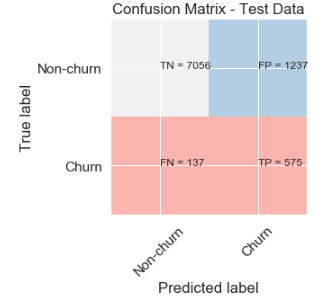 Confusion Matrix - Test Data
True label
Non-churn
TN = 7056
FP = 1237
Churn
FN = 137
TP = 575
Non-churn
Churn
Predicted label